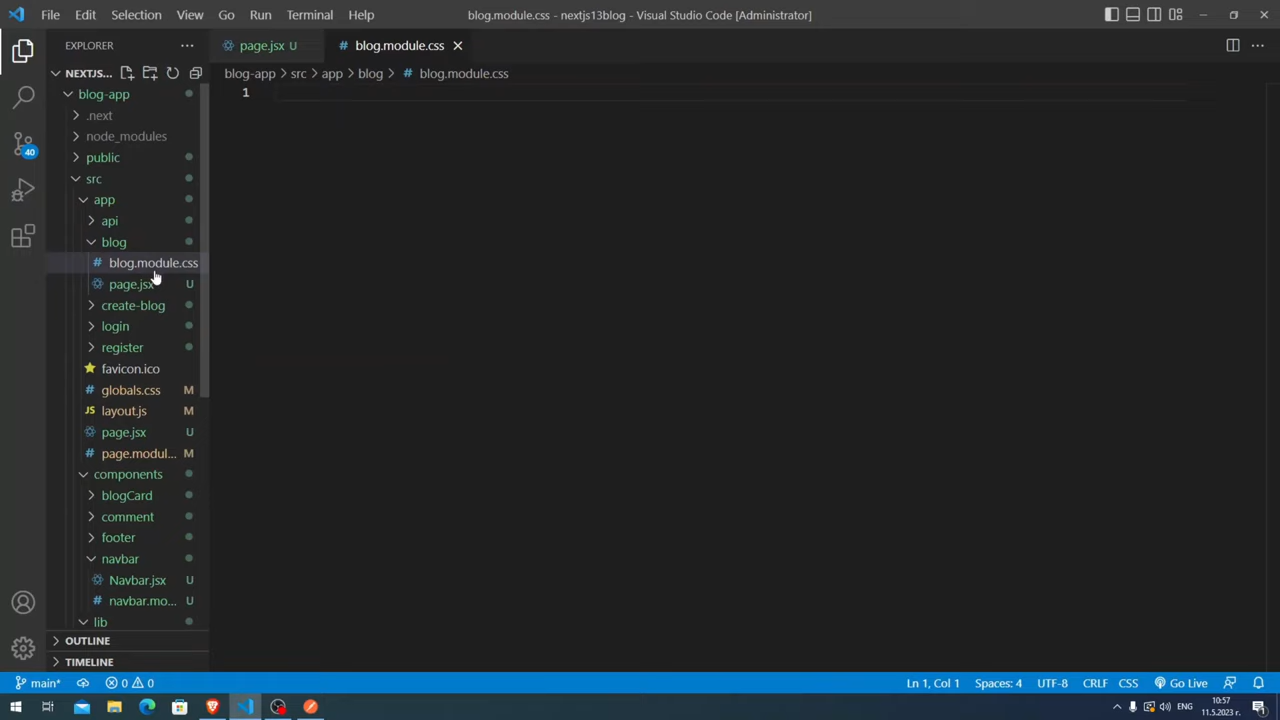 File Edit Selection View Go Run Terminal Help
blog.module.css - nextjs13blog - Visual Studio Code [Administrator]
EXPLORER
page.jsx U
# blog.module.css
NEXTJS...
blog-app > src > app > blog > # blog.module.css
blog-app
1
.next
node_modules
public
src
app
api
blog
# blog.module.css
page.jsx U
create-blog
login
register
favicon.ico
# globals.css M
JS layout.js M
page.jsx U
# page.modul... M
components
blogCard
comment
footer
navbar
Navbar.jsx U
# navbar.mo... U
lib
OUTLINE
TIMELINE
40
main* 0 0
Ln 1, Col 1 Spaces: 4 UTF-8 CRLF CSS Go Live
ENG
10:57
11.5.2023 г.
1